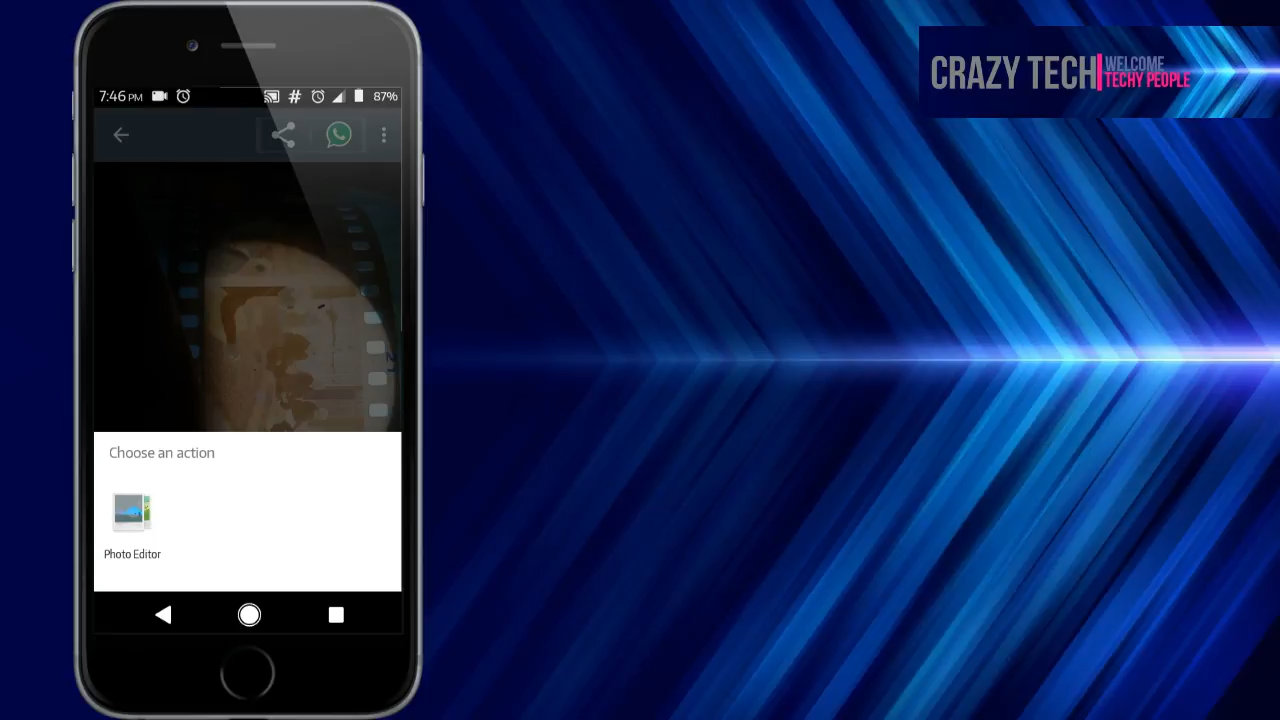 7:46 PM
# 87%
CRAZY TECH
WELCOME
TECHY PEOPLE
Choose an action
Photo Editor